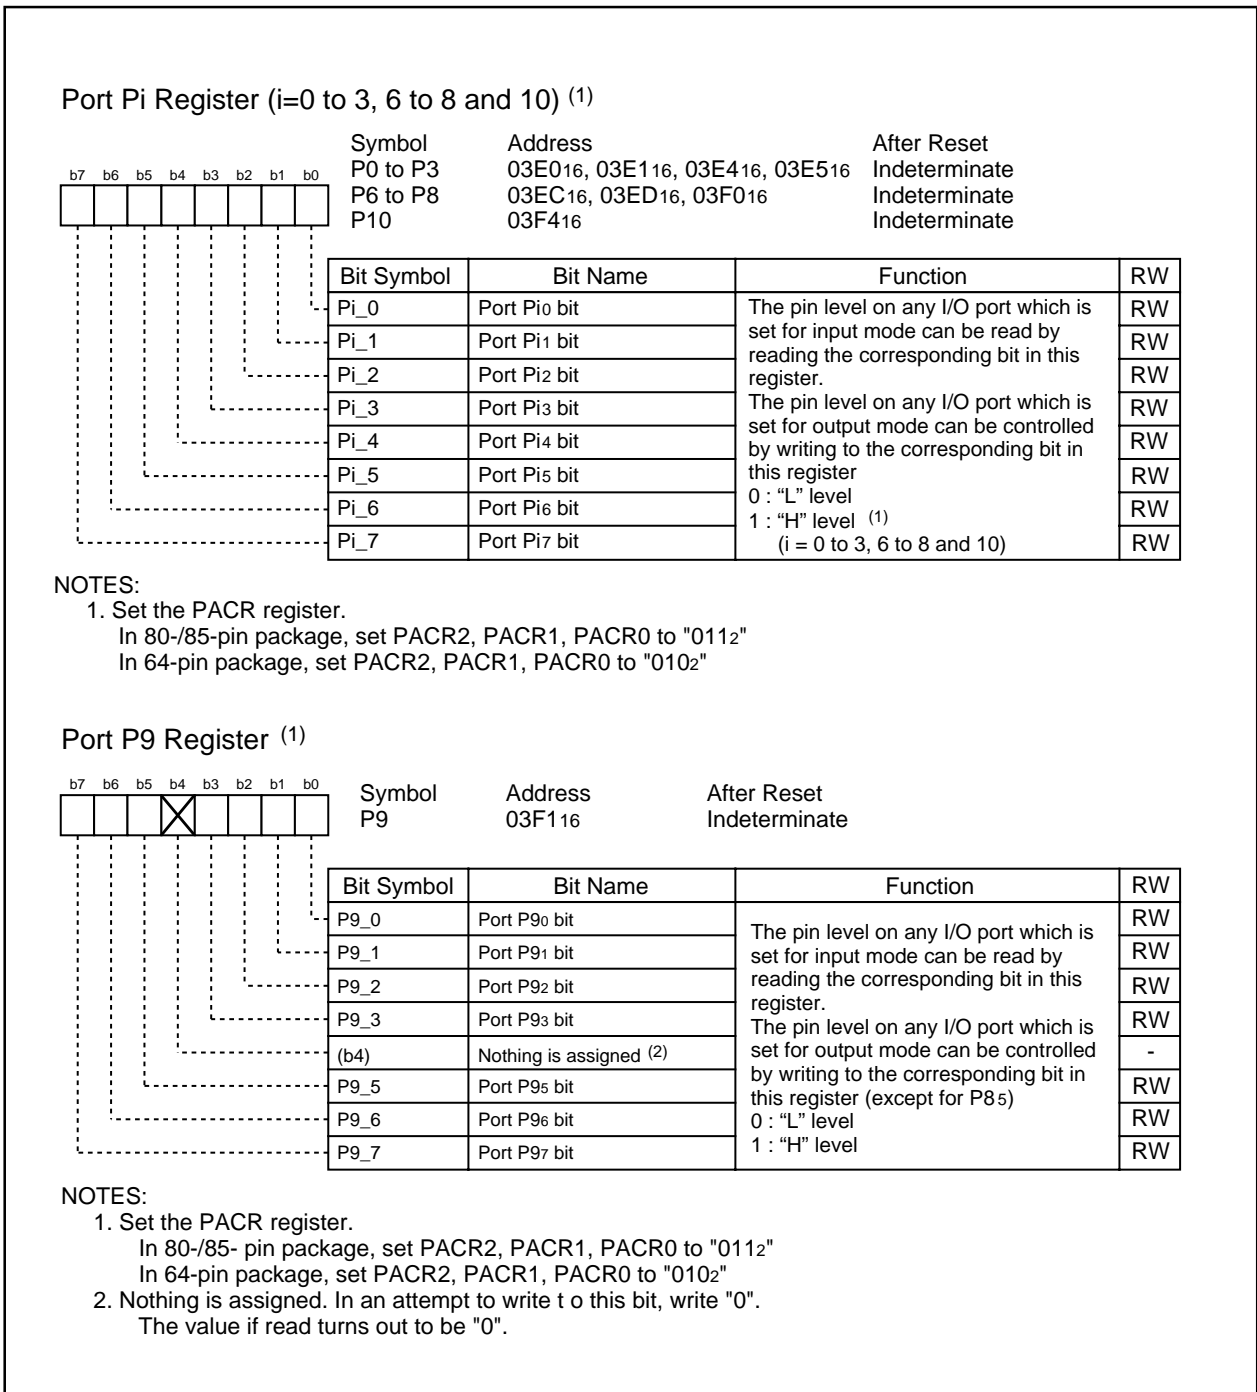 Port Pi Register (i=0 to 3, 6 to 8 and 10) (1)
Symbol Address After Reset
P0 to P3 03E016, 03E116, 03E416, 03E516 Indeterminate
P6 to P8 03EC16, 03ED16, 03F016 Indeterminate
P10 03F416 Indeterminate
b7 b6 b5 b4 b3 b2 b1 b0
Bit Symbol Bit Name Function RW
Pi_0 Port Pi0 bit RW
Pi_1 Port Pi1 bit RW
Pi_2 Port Pi2 bit RW
Pi_3 Port Pi3 bit RW
Pi_4 Port Pi4 bit RW
Pi_5 Port Pi5 bit RW
Pi_6 Port Pi6 bit RW
Pi_7 Port Pi7 bit RW
The pin level on any I/O port which is
set for input mode can be read by
reading the corresponding bit in this
register.
The pin level on any I/O port which is
set for output mode can be controlled
by writing to the corresponding bit in
this register
0 : “L” level
1 : “H” level (1)
(i = 0 to 3, 6 to 8 and 10)
NOTES:
1. Set the PACR register.
In 80-/85-pin package, set PACR2, PACR1, PACR0 to "0112"
In 64-pin package, set PACR2, PACR1, PACR0 to "0102"
Port P9 Register (1)
b7 b6 b5 b4 b3 b2 b1 b0
Symbol Address After Reset
P9 03F116 Indeterminate
Bit Symbol Bit Name Function RW
P9_0 Port P90 bit RW
P9_1 Port P91 bit RW
P9_2 Port P92 bit RW
P9_3 Port P93 bit RW
(b4) Nothing is assigned (2) -
P9_5 Port P95 bit RW
P9_6 Port P96 bit RW
P9_7 Port P97 bit RW
The pin level on any I/O port which is
set for input mode can be read by
reading the corresponding bit in this
register.
The pin level on any I/O port which is
set for output mode can be controlled
by writing to the corresponding bit in
this register (except for P85)
0 : “L” level
1 : “H” level
NOTES:
1. Set the PACR register.
In 80-/85- pin package, set PACR2, PACR1, PACR0 to "0112"
In 64-pin package, set PACR2, PACR1, PACR0 to "0102"
2. Nothing is assigned. In an attempt to write t o this bit, write "0".
The value if read turns out to be "0".